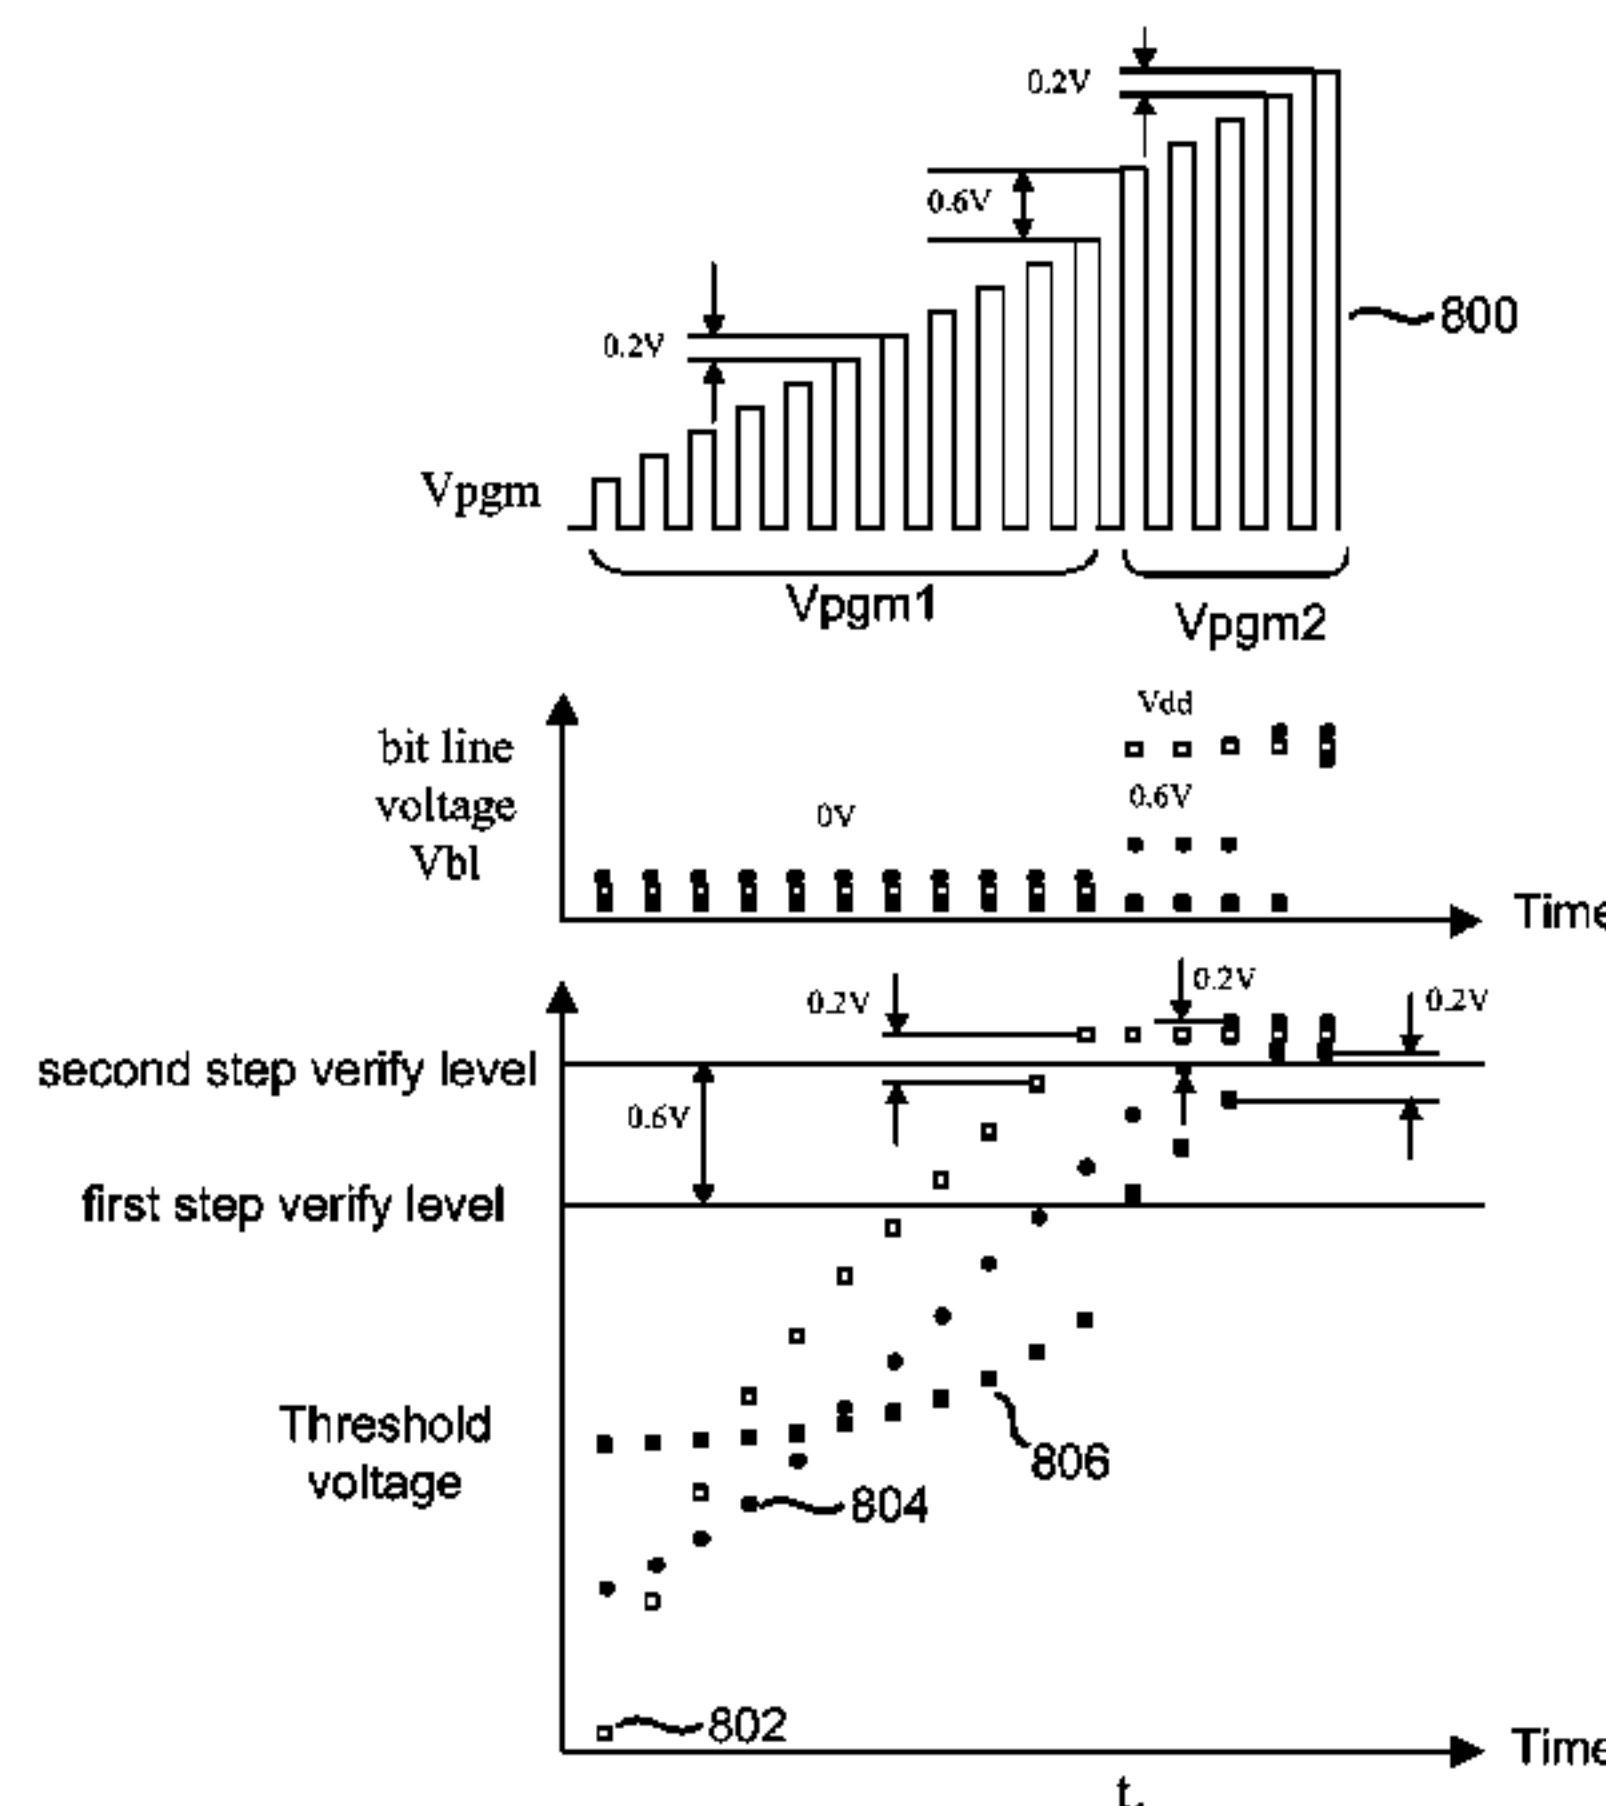 0.2V
0.6V
0.2V
800
Vpgm
Vpgm1
Vpgm2
Vdd
bit line
voltage
Vbl
0V
0.6V
Time
0.2V
0.2V
0.2V
second step verify level
0.6V
first step verify level
Threshold
voltage
806
804
802
Time